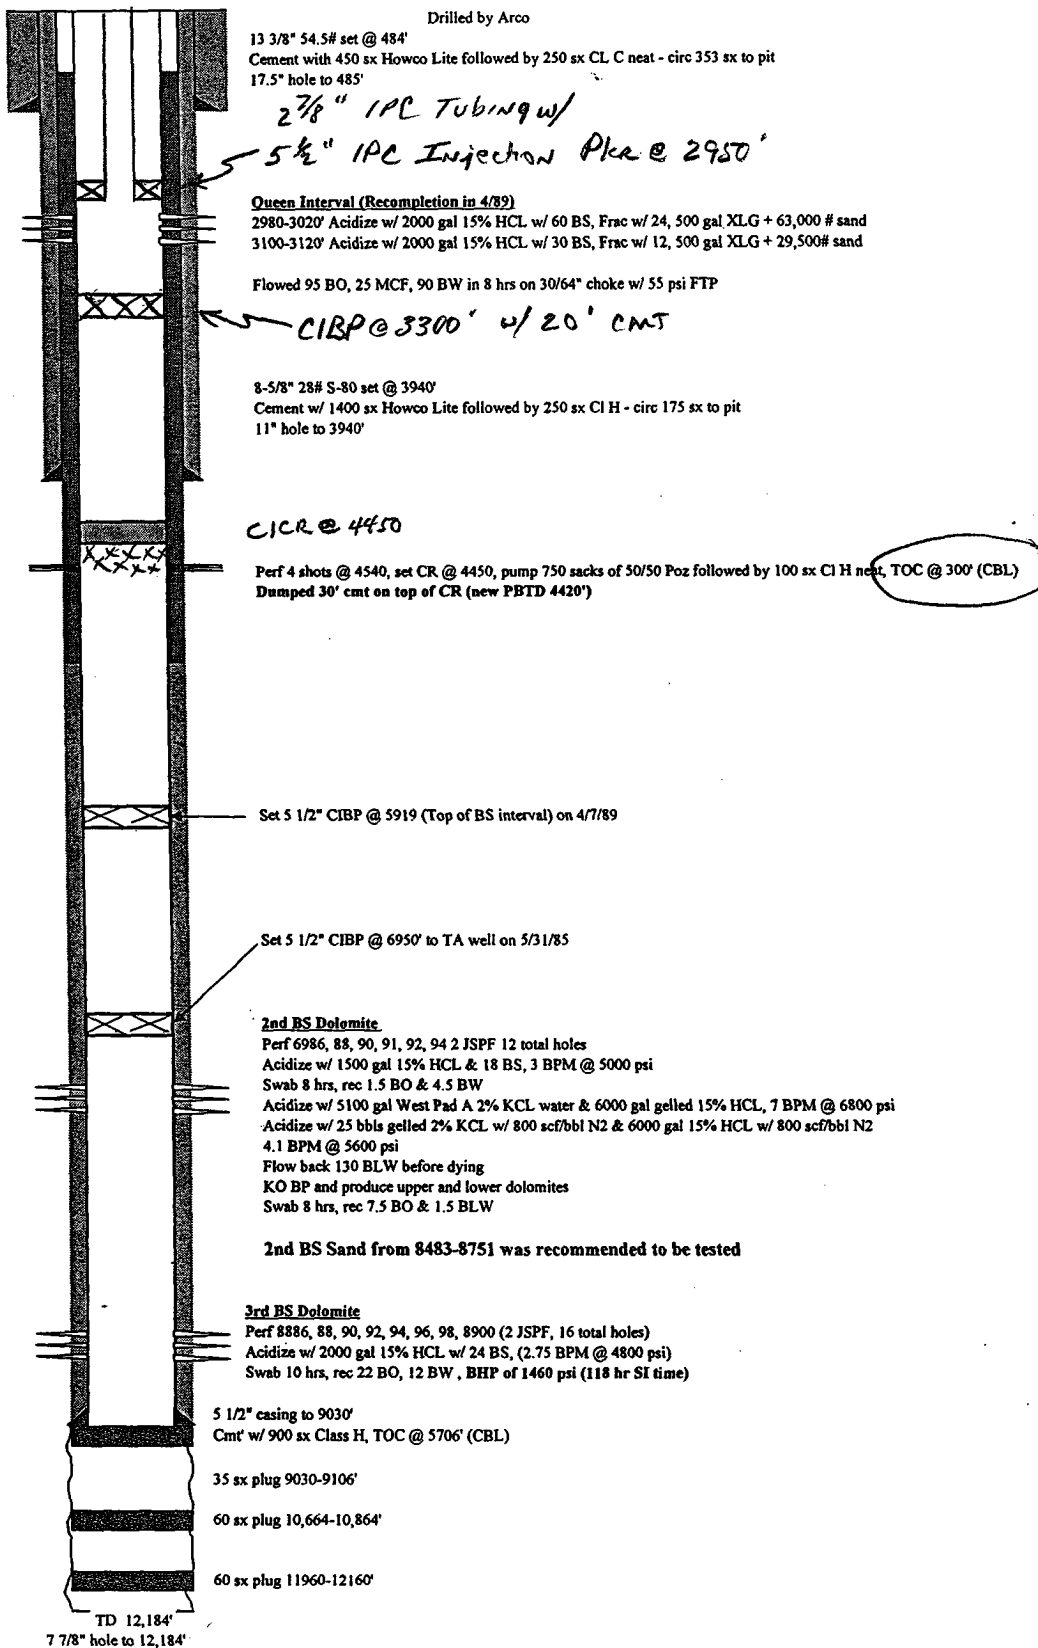 Drilled by Arco
13 3/8" 54.5# set @ 484'
Cement with 450 sx Howco Lite followed by 250 sx CL C neat - circ 353 sx to pit
17.5" hole to 485'
2 7/8" IPC Tubing w/
5 1/2" IPC Injection Pkr @ 2950'
Queen Interval (Recompletion in 4/89)
2980-3020' Acidize w/ 2000 gal 15% HCL w/ 60 BS, Frac w/ 24, 500 gal XLG + 63,000 # sand
3100-3120' Acidize w/ 2000 gal 15% HCL w/ 30 BS, Frac w/ 12, 500 gal XLG + 29,500# sand
Flowed 95 BO, 25 MCF, 90 BW in 8 hrs on 30/64" choke w/ 55 psi FTP
CIBP @ 3300' w/ 20' CMT
8-5/8" 28# S-80 set @ 3940'
Cement w/ 1400 sx Howco Lite followed by 250 sx Cl H - circ 175 sx to pit
11" hole to 3940'
CICR @ 4450
Perf 4 shots @ 4540, set CR @ 4450, pump 750 sacks of 50/50 Poz followed by 100 sx Cl H neat, TOC @ 300' (CBL)
Dumped 30' cmt on top of CR (new PBTD 4420')
Set 5 1/2" CIBP @ 5919 (Top of BS interval) on 4/7/89
Set 5 1/2" CIBP @ 6950' to TA well on 5/31/85
2nd BS Dolomite
Perf 6986, 88, 90, 91, 92, 94 2 JSPF 12 total holes
Acidize w/ 1500 gal 15% HCL & 18 BS, 3 BPM @ 5000 psi
Swab 8 hrs, rec 1.5 BO & 4.5 BW
Acidize w/ 5100 gal West Pad A 2% KCL water & 6000 gal gelled 15% HCL, 7 BPM @ 6800 psi
Acidize w/ 25 bbls gelled 2% KCL w/ 800 scf/bbl N2 & 6000 gal 15% HCL w/ 800 scf/bbl N2
4.1 BPM @ 5600 psi
Flow back 130 BLW before dying
KO BP and produce upper and lower dolomites
Swab 8 hrs, rec 7.5 BO & 1.5 BLW
2nd BS Sand from 8483-8751 was recommended to be tested
3rd BS Dolomite
Perf 8886, 88, 90, 92, 94, 96, 98, 8900 (2 JSPF, 16 total holes)
Acidize w/ 2000 gal 15% HCL w/ 24 BS, (2.75 BPM @ 4800 psi)
Swab 10 hrs, rec 22 BO, 12 BW , BHP of 1460 psi (118 hr SI time)
5 1/2" casing to 9030'
Cmt' w/ 900 sx Class H, TOC @ 5706' (CBL)
35 sx plug 9030-9106'
60 sx plug 10,664-10,864'
60 sx plug 11960-12160'
TD 12,184'
7 7/8" hole to 12,184'